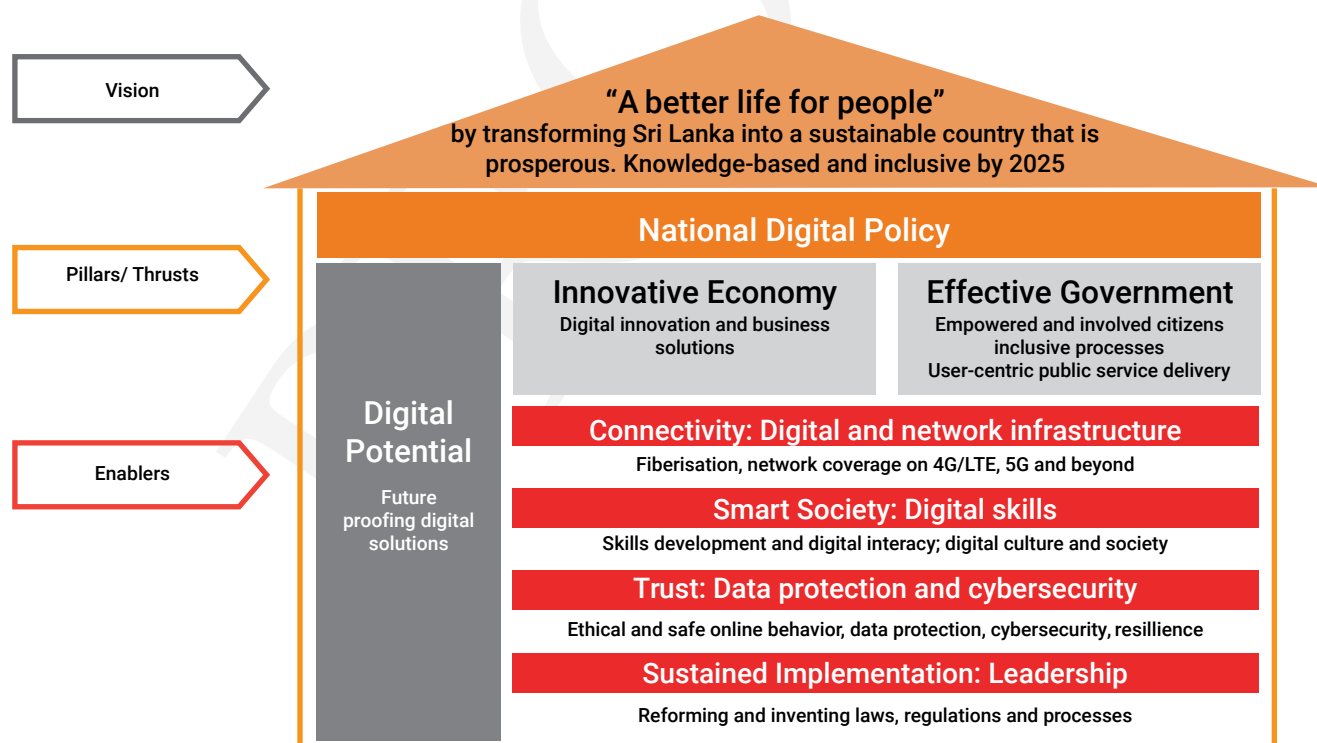 Vision
“A better life for people”
by transforming Sri Lanka into a sustainable country that is
prosperous. Knowledge-based and inclusive by 2025
National Digital Policy
Pillars/ Thrusts
Innovative Economy
Digital innovation and business
solutions
Effective Government
Empowered and involved citizens
inclusive processes
User-centric public service delivery
Digital
Potential
Future
proofing digital
solutions
Enablers
Connectivity: Digital and network infrastructure
Fiberisation, network coverage on 4G/LTE, 5G and beyond
Smart Society: Digital skills
Skills development and digital interacy; digital culture and society
Trust: Data protection and cybersecurity
Ethical and safe online behavior, data protection, cybersecurity, resillience
Sustained Implementation: Leadership
Reforming and inventing laws, regulations and processes